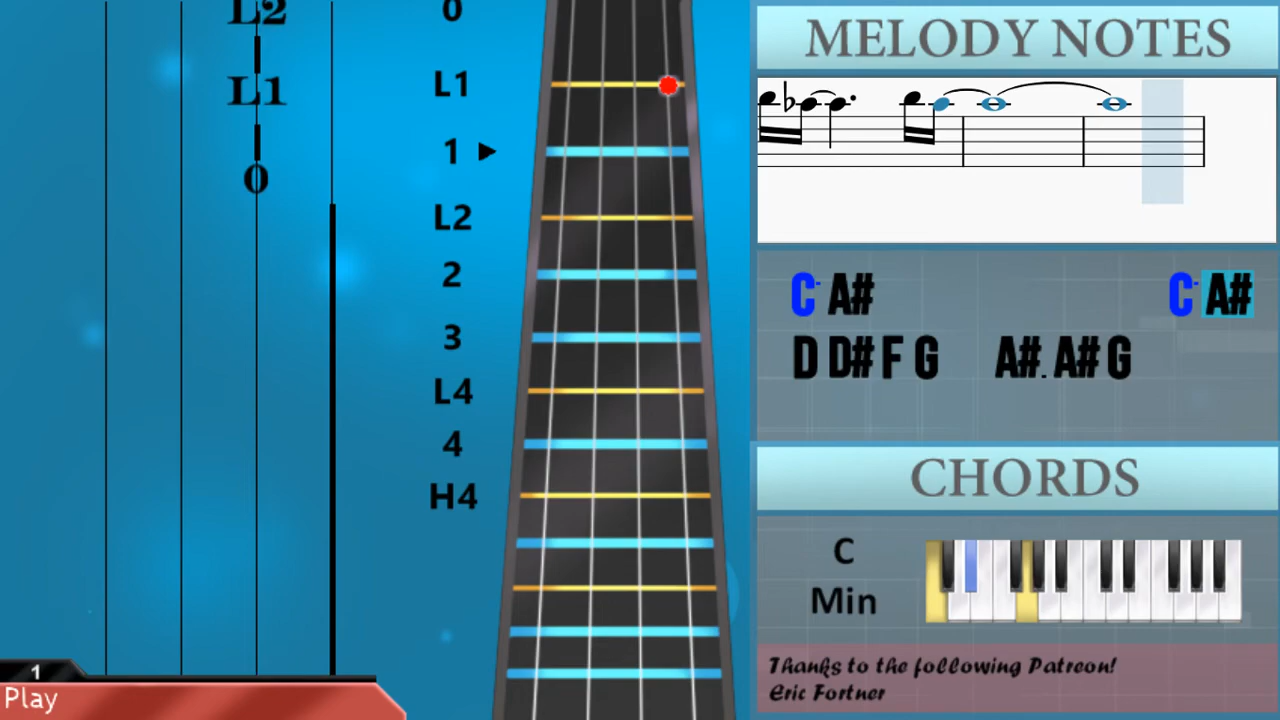 L2
L1
0
0
L1
1
L2
2
3
L4
4
H4
1
Play
MELODY NOTES
C- A# C- A#
D D# F G A#. A# G
CHORDS
C
Min
Thanks to the following Patreon!
Eric Fortner